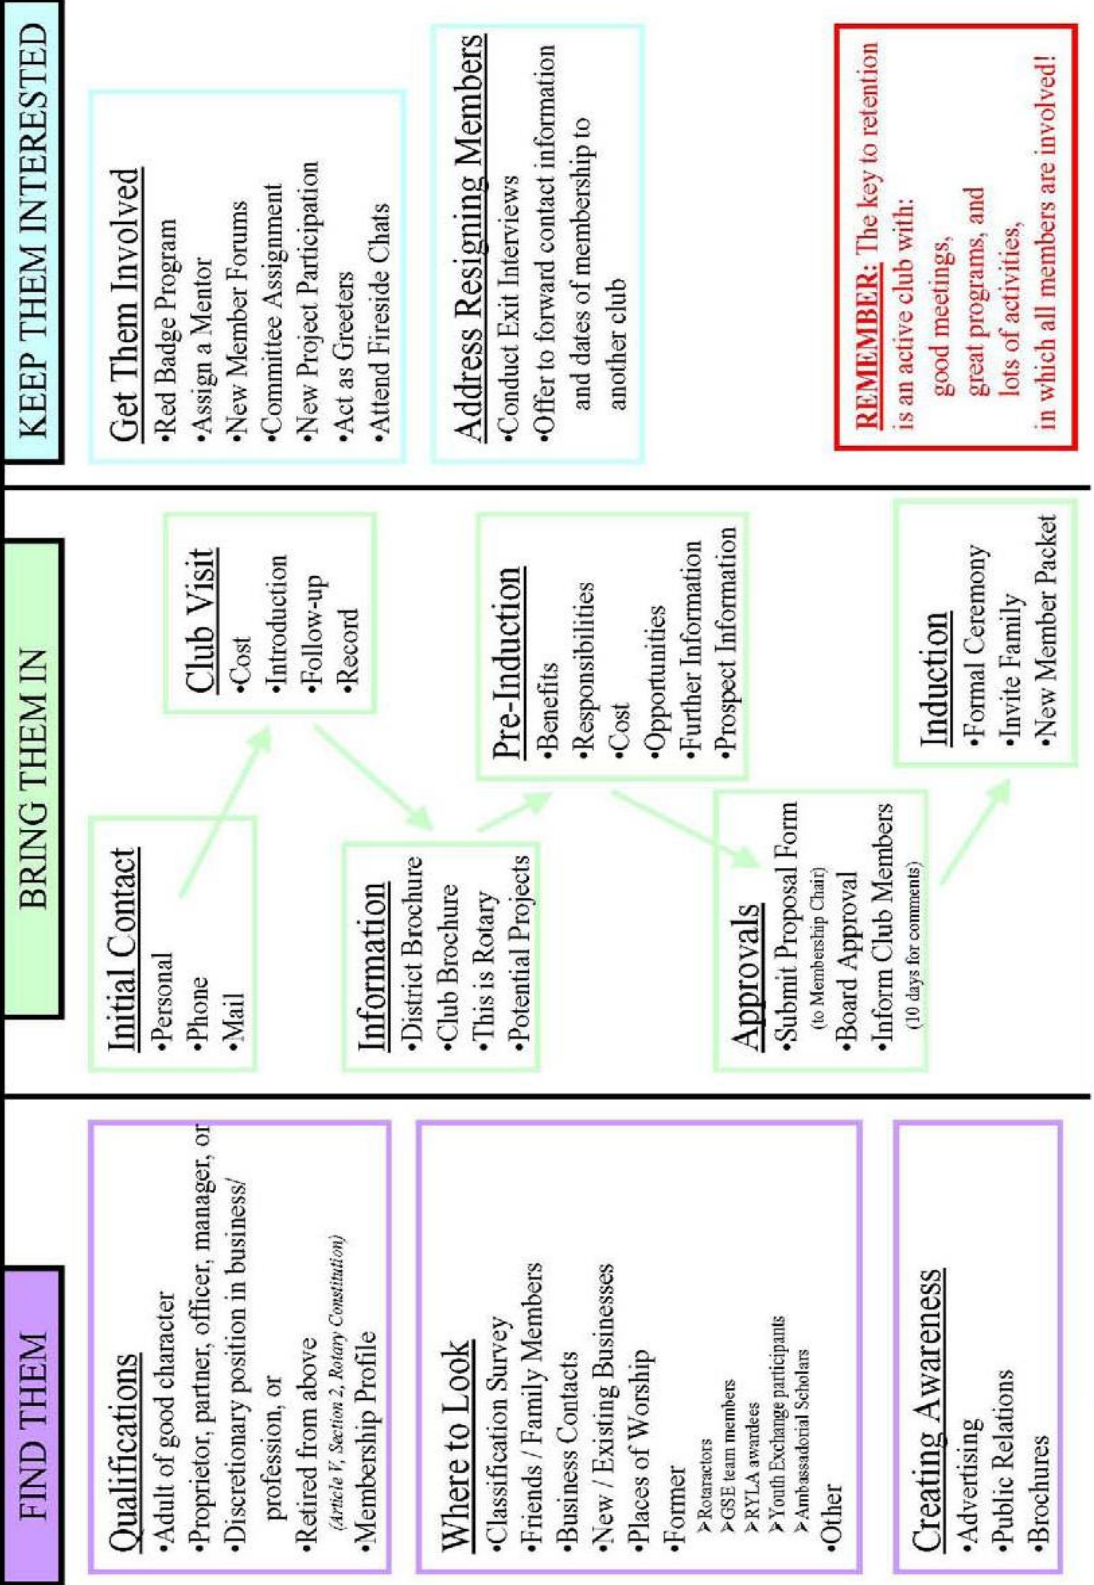 FIND THEM
Qualifications
•Adult of good character
•Proprietor, partner, officer, manager, or
•Discretionary position in business/
profession, or
•Retired from above
(Article V, Section 2, Rotary Constitution)
•Membership Profile
Where to Look
•Classification Survey
•Friends / Family Members
•Business Contacts
•New / Existing Businesses
•Places of Worship
•Former
➢Rotaractors
➢GSE team members
➢RYLA awardees
➢Youth Exchange participants
➢Ambassadorial Scholars
•Other
Creating Awareness
•Advertising
•Public Relations
•Brochures
BRING THEM IN
Initial Contact
•Personal
•Phone
•Mail
Club Visit
•Cost
•Introduction
•Follow-up
•Record
Information
•District Brochure
•Club Brochure
•This is Rotary
•Potential Projects
Pre-Induction
•Benefits
•Responsibilities
•Cost
•Opportunities
•Further Information
•Prospect Information
Approvals
•Submit Proposal Form
(to Membership Chair)
•Board Approval
•Inform Club Members
(10 days for comments)
Induction
•Formal Ceremony
•Invite Family
•New Member Packet
KEEP THEM INTERESTED
Get Them Involved
•Red Badge Program
•Assign a Mentor
•New Member Forums
•Committee Assignment
•New Project Participation
•Act as Greeters
•Attend Fireside Chats
Address Resigning Members
•Conduct Exit Interviews
•Offer to forward contact information
and dates of membership to
another club
REMEMBER: The key to retention
is an active club with:
good meetings,
great programs, and
lots of activities,
in which all members are involved!